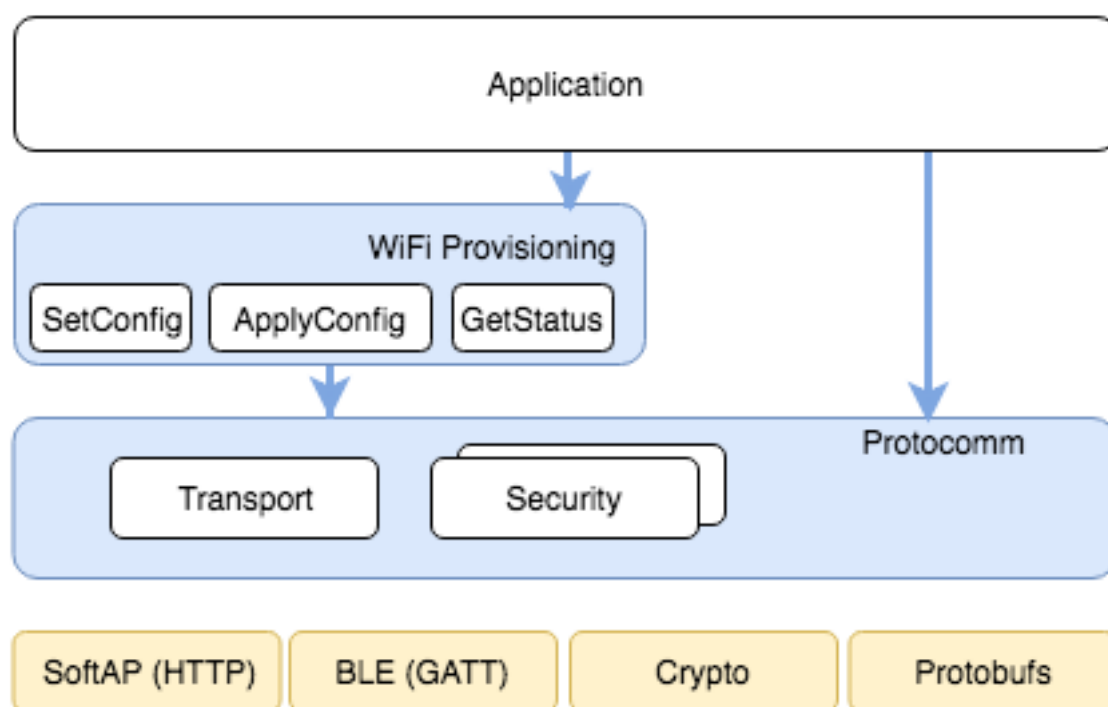 Application
WiFi Provisioning
SetConfig
ApplyConfig
GetStatus
Protocomm
Transport
Security
SoftAP (HTTP)
BLE (GATT)
Crypto
Protobufs